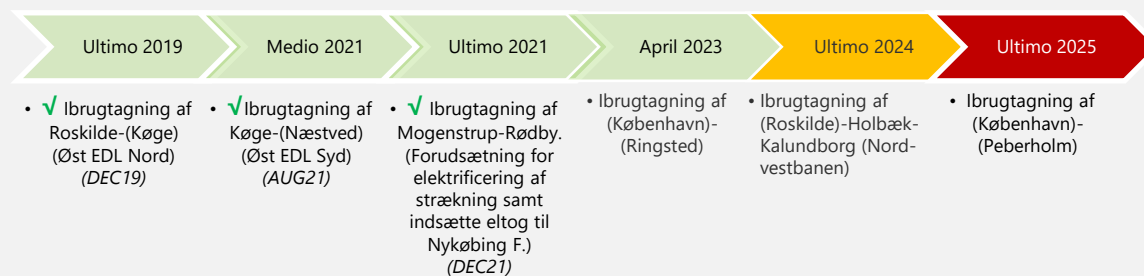 Ultimo 2019
Medio 2021
Ultimo 2021
April 2023
Ultimo 2024
Ultimo 2025
• √ Ibrugtagning af
Roskilde-(Køge)
(Øst EDL Nord)
(DEC19)
• √Ibrugtagning af
Køge-(Næstved)
(Øst EDL Syd)
(AUG21)
• √ Ibrugtagning af
Mogenstrup-Rødby.
(Forudsætning for
elektrificering af
strækning samt
indsætte eltog til
Nykøbing F.)
(DEC21)
• Ibrugtagning af
(København)-
(Ringsted)
• Ibrugtagning af
(Roskilde)-Holbæk-
Kalundborg (Nord-
vestbanen)
• Ibrugtagning af
(København)-
(Peberholm)